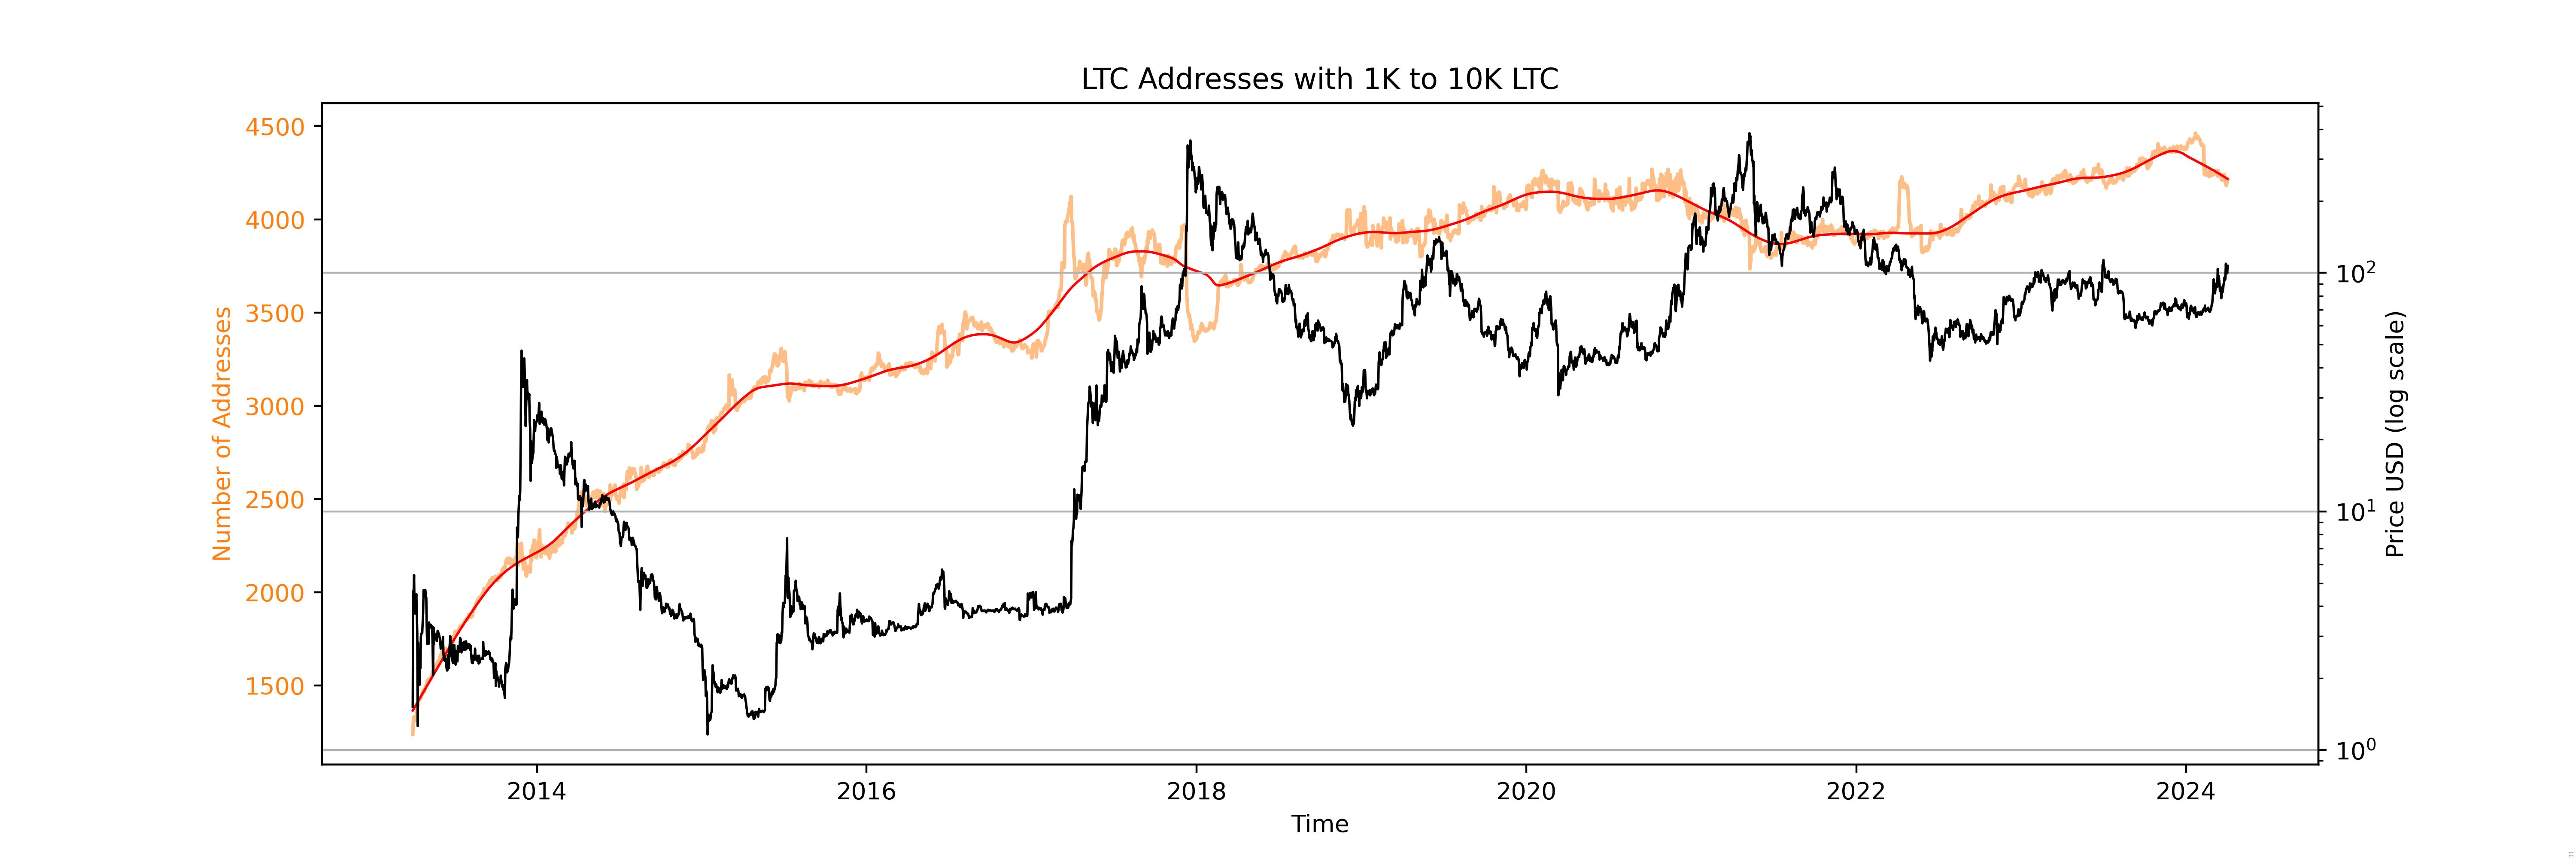 LTC Addresses with 1K to 10K LTC
4500
4000
3500
3000
2500
2000
1500
Number of Addresses
10²
10¹
10⁰
Price USD (log scale)
2014 2016 2018 2020 2022 2024
Time